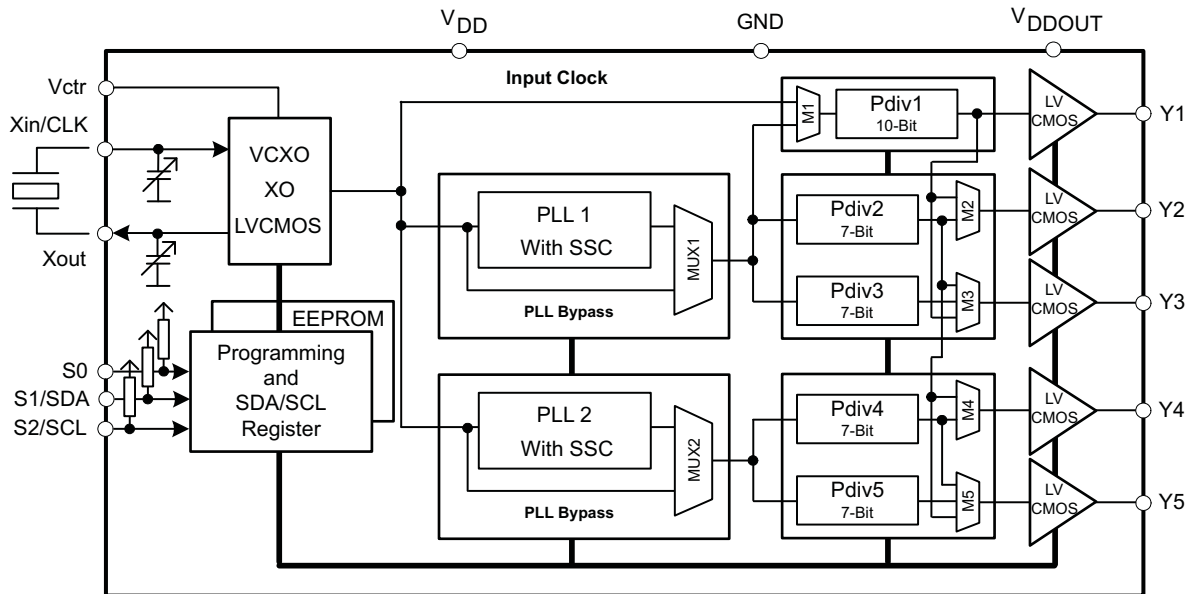 VDD
GND
VDDOUT
Vctr
Input Clock
Xin/CLK
VCXO
XO
LVCMOS
Xout
M1
Pdiv1
10-Bit
LV
CMOS
Y1
PLL 1
With SSC
MUX1
PLL Bypass
Pdiv2
7-Bit
M2
LV
CMOS
Y2
Pdiv3
7-Bit
M3
LV
CMOS
Y3
EEPROM
Programming
and
SDA/SCL
Register
S0
S1/SDA
S2/SCL
PLL 2
With SSC
MUX2
PLL Bypass
Pdiv4
7-Bit
M4
LV
CMOS
Y4
Pdiv5
7-Bit
M5
LV
CMOS
Y5